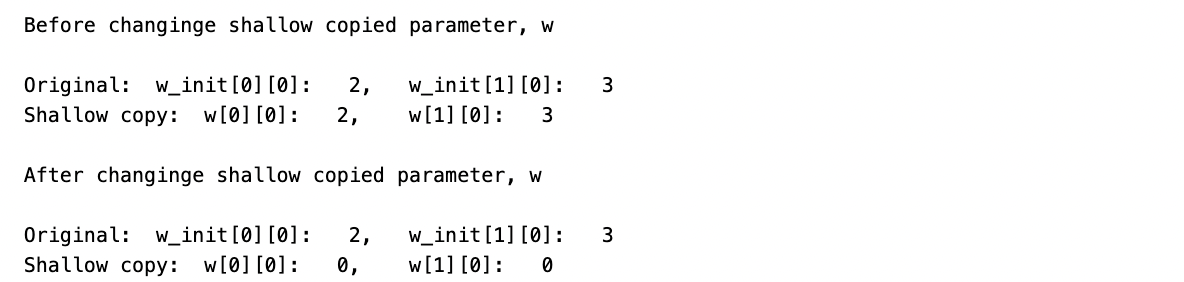 Before changinge shallow copied parameter, w
Original:  w_init[0][0]:   2,   w_init[1][0]:   3
Shallow copy:  w[0][0]:   2,    w[1][0]:   3
After changinge shallow copied parameter, w
Original:  w_init[0][0]:   2,   w_init[1][0]:   3
Shallow copy:  w[0][0]:   0,    w[1][0]:   0